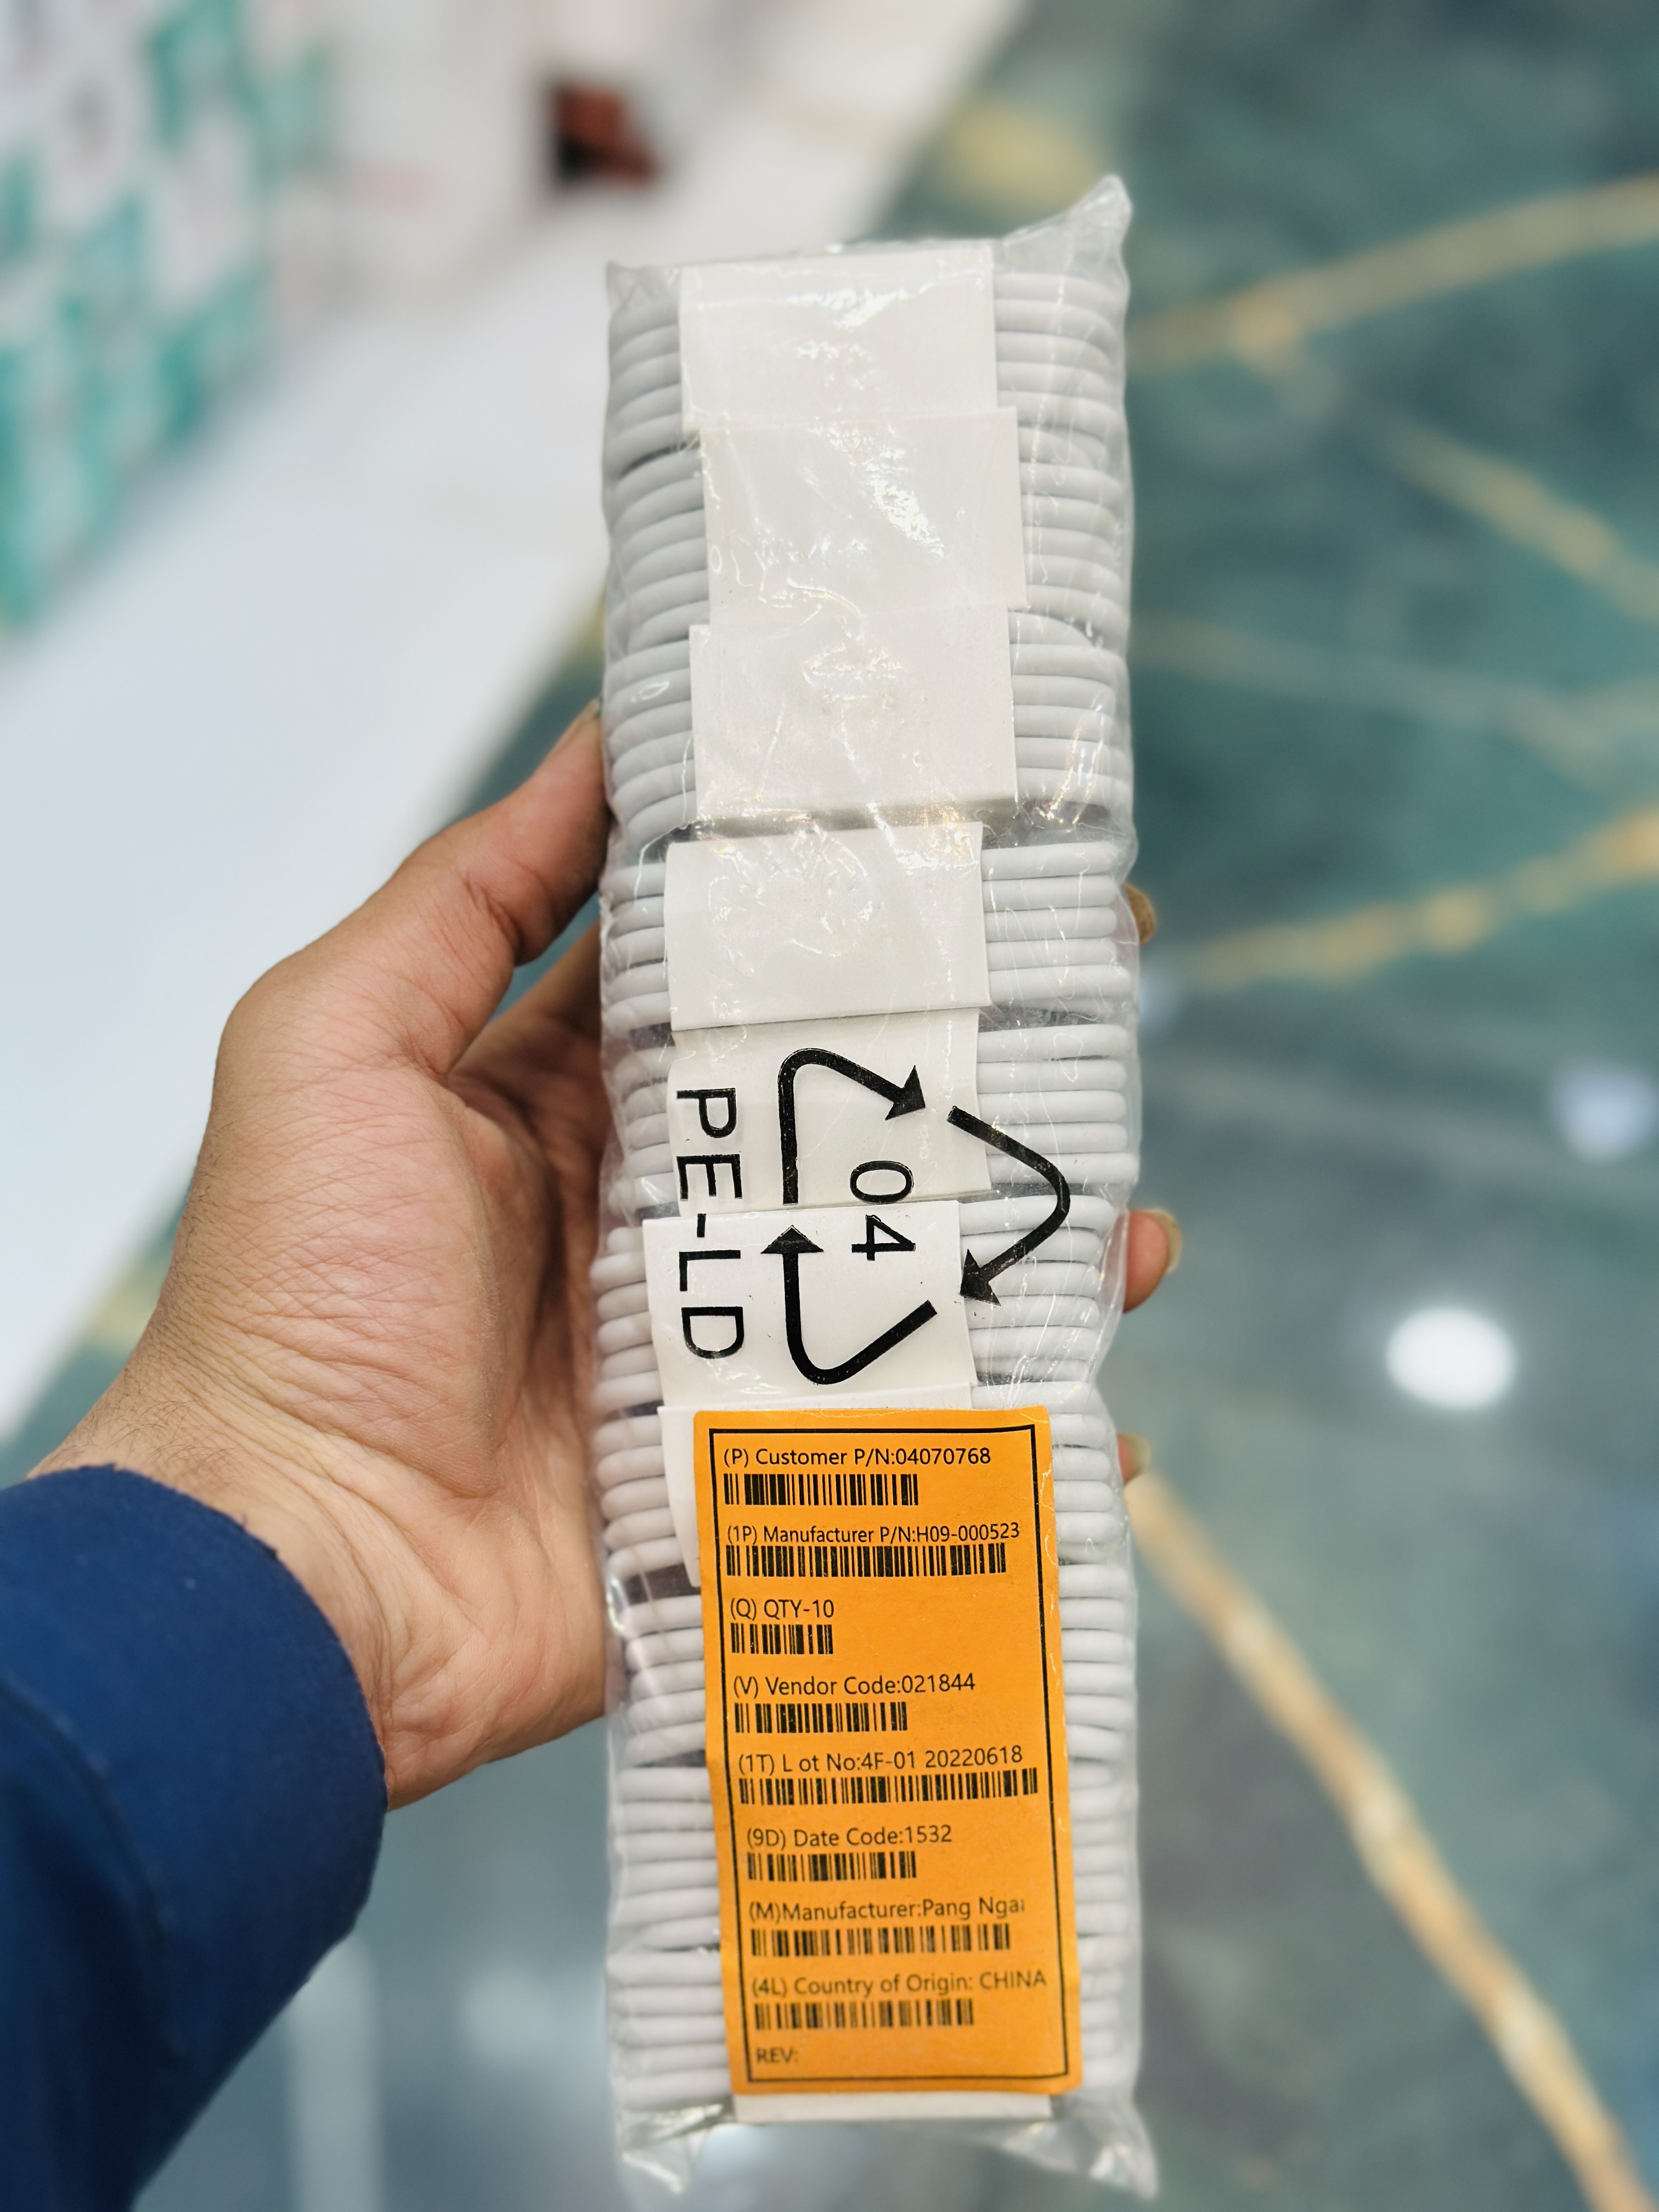 04
PE-LD
(P) Customer P/N:04070768
(1P) Manufacturer P/N:H09-000523
(Q) QTY-10
(V) Vendor Code:021844
(1T) L ot No:4F-01 20220618
(9D) Date Code:1532
(M)Manufacturer:Pang Ngai
(4L) Country of Origin: CHINA
REV: